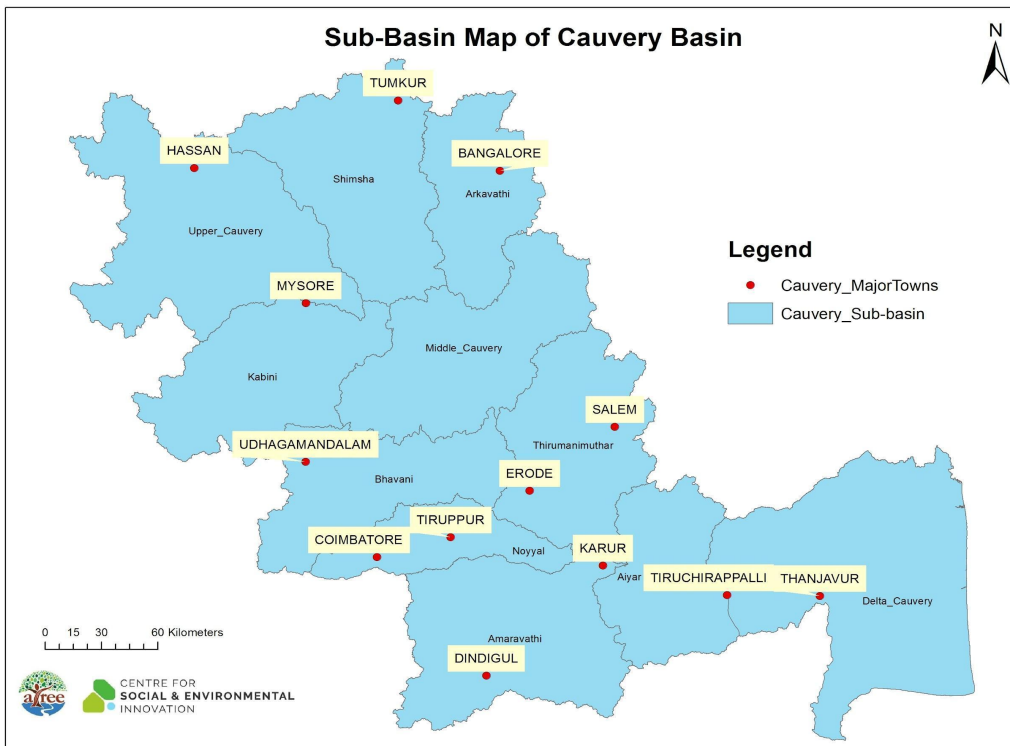 Sub-Basin Map of Cauvery Basin
N
TUMKUR
HASSAN
BANGALORE
Shimsha
Arkavathi
Upper_Cauvery
Legend
MYSORE
Cauvery_MajorTowns
Cauvery_Sub-basin
Middle_Cauvery
Kabini
SALEM
UDHAGAMANDALAM
Thirumanimuthar
ERODE
Bhavani
TIRUPPUR
COIMBATORE
Noyyal
KARUR
Aiyar
TIRUCHIRAPPALLI
THANJAVUR
Delta_Cauvery
0 15 30 60 Kilometers
Amaravathi
DINDIGUL
atree
CENTRE FOR
SOCIAL & ENVIRONMENTAL
INNOVATION